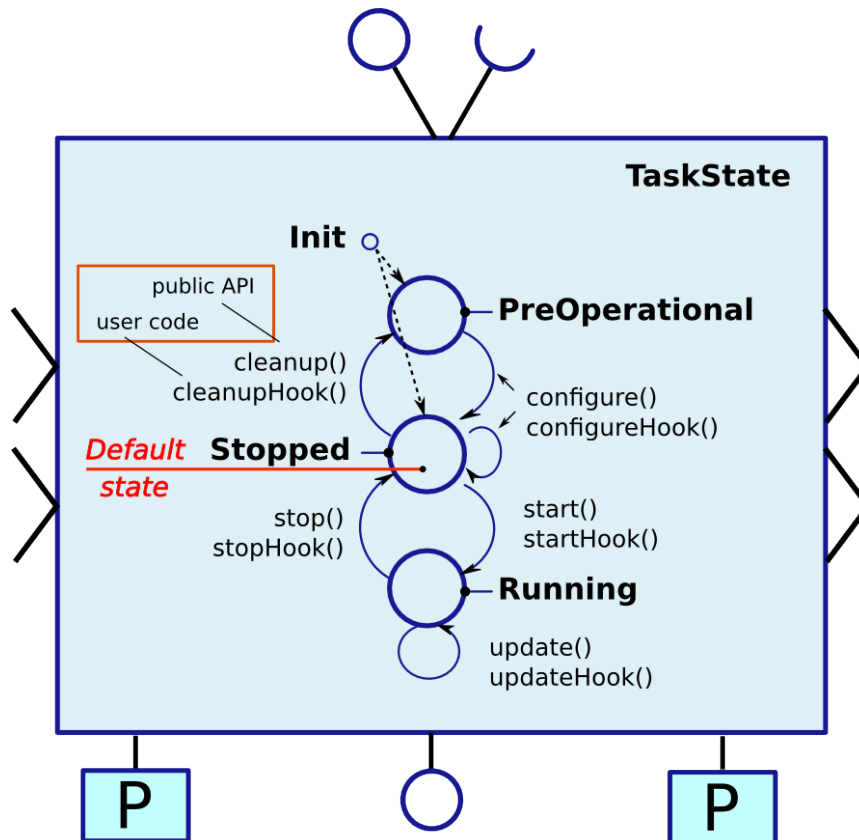 TaskState
Init
public API
user code
PreOperational
cleanup()
cleanupHook()
configure()
configureHook()
Default
state
Stopped
stop()
stopHook()
start()
startHook()
Running
update()
updateHook()
P
P